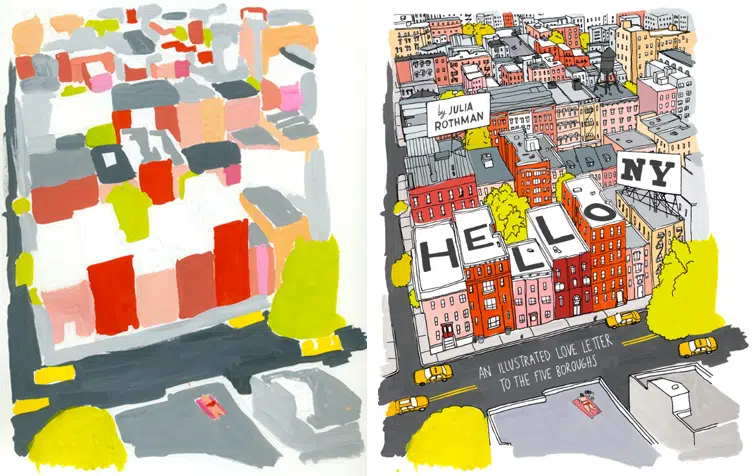 by JULIA
ROTHMAN
NY
HELLO
AN ILLUSTRATED LOVE LETTER
TO THE FIVE BOROUGHS